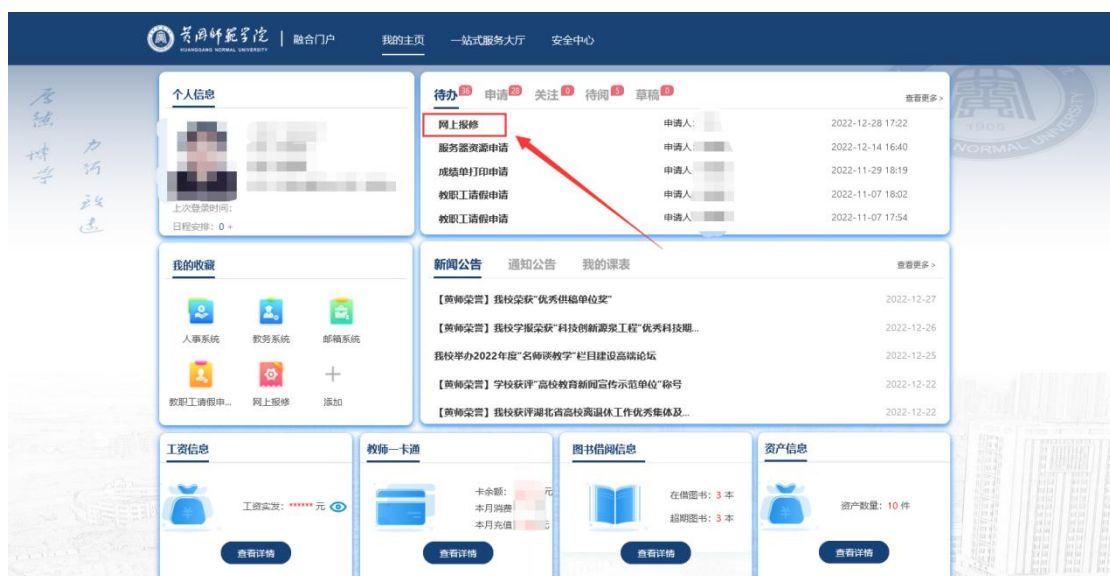 黄冈师范学院 | 融合门户 我的主页 一站式服务大厅 安全中心
HUANGGANG NORMAL UNIVERSITY
厚德
博学
力行
致远
1905
NORMAL UNIVERSITY
个人信息
上次登录时间:
日程安排: 0 +
待办 36 申请 28 关注 0 待阅 5 草稿 0 查看更多>
网上报修 申请人: 2022-12-28 17:22
服务器资源申请 申请人: 2022-12-14 16:40
成绩单打印申请 申请人 2022-11-29 18:19
教职工请假申请 申请人 2022-11-07 18:02
教职工请假申请 申请人 2022-11-07 17:54
我的收藏
人事系统 教务系统 邮箱系统
教职工请假申... 网上报修 添加
新闻公告 通知公告 我的课表 查看更多>
【黄师荣誉】我校荣获"优秀供稿单位奖" 2022-12-27
【黄师荣誉】我校学报荣获"科技创新源泉工程"优秀科技期... 2022-12-26
我校举办2022年度"名师谈教学"栏目建设高端论坛 2022-12-25
【黄师荣誉】学校获评"高校教育新闻宣传示范单位"称号 2022-12-22
【黄师荣誉】我校获评湖北省高校离退休工作优秀集体及... 2022-12-22
工资信息
工资实发: ****** 元
查看详情
教师一卡通
卡余额: 元
本月消费
本月充值 元
查看详情
图书借阅信息
在借图书: 3 本
超期图书: 3 本
查看详情
资产信息
资产数量: 10 件
查看详情